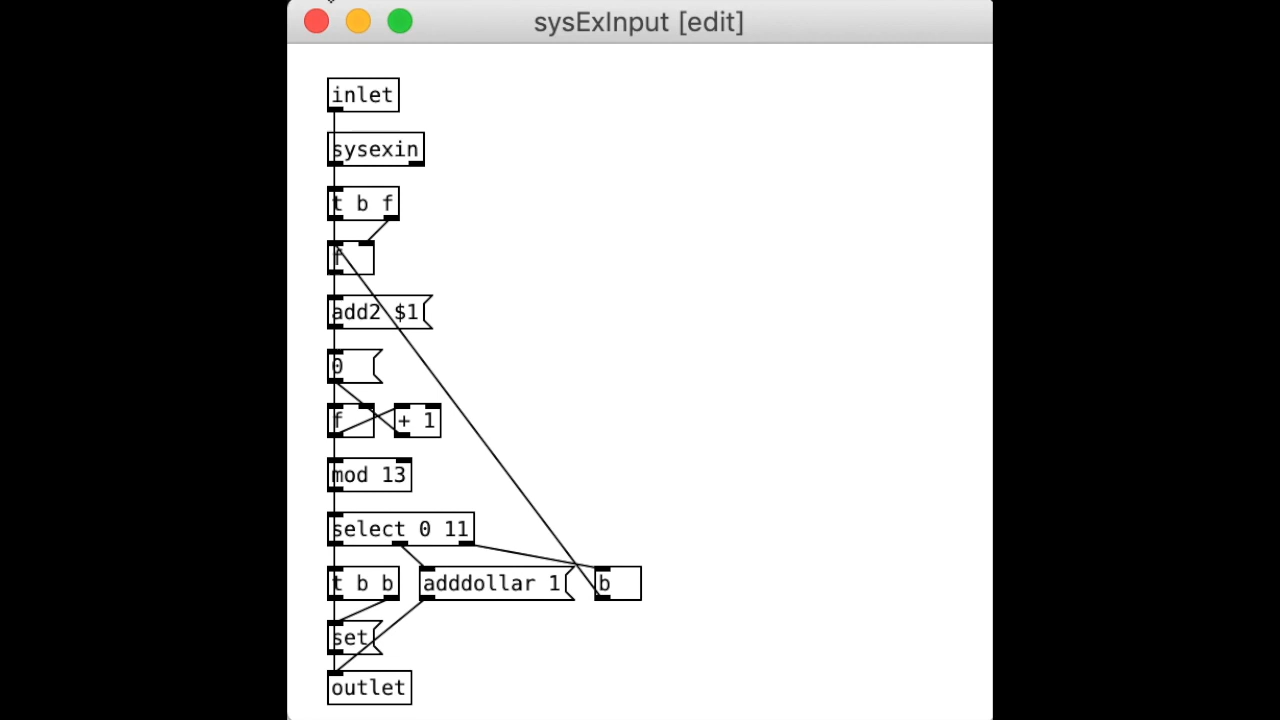 sysExInput [edit]
inlet
sysexin
t b f
f
add2 $1
0
f + 1
mod 13
select 0 11
t b b adddollar 1 b
set
outlet